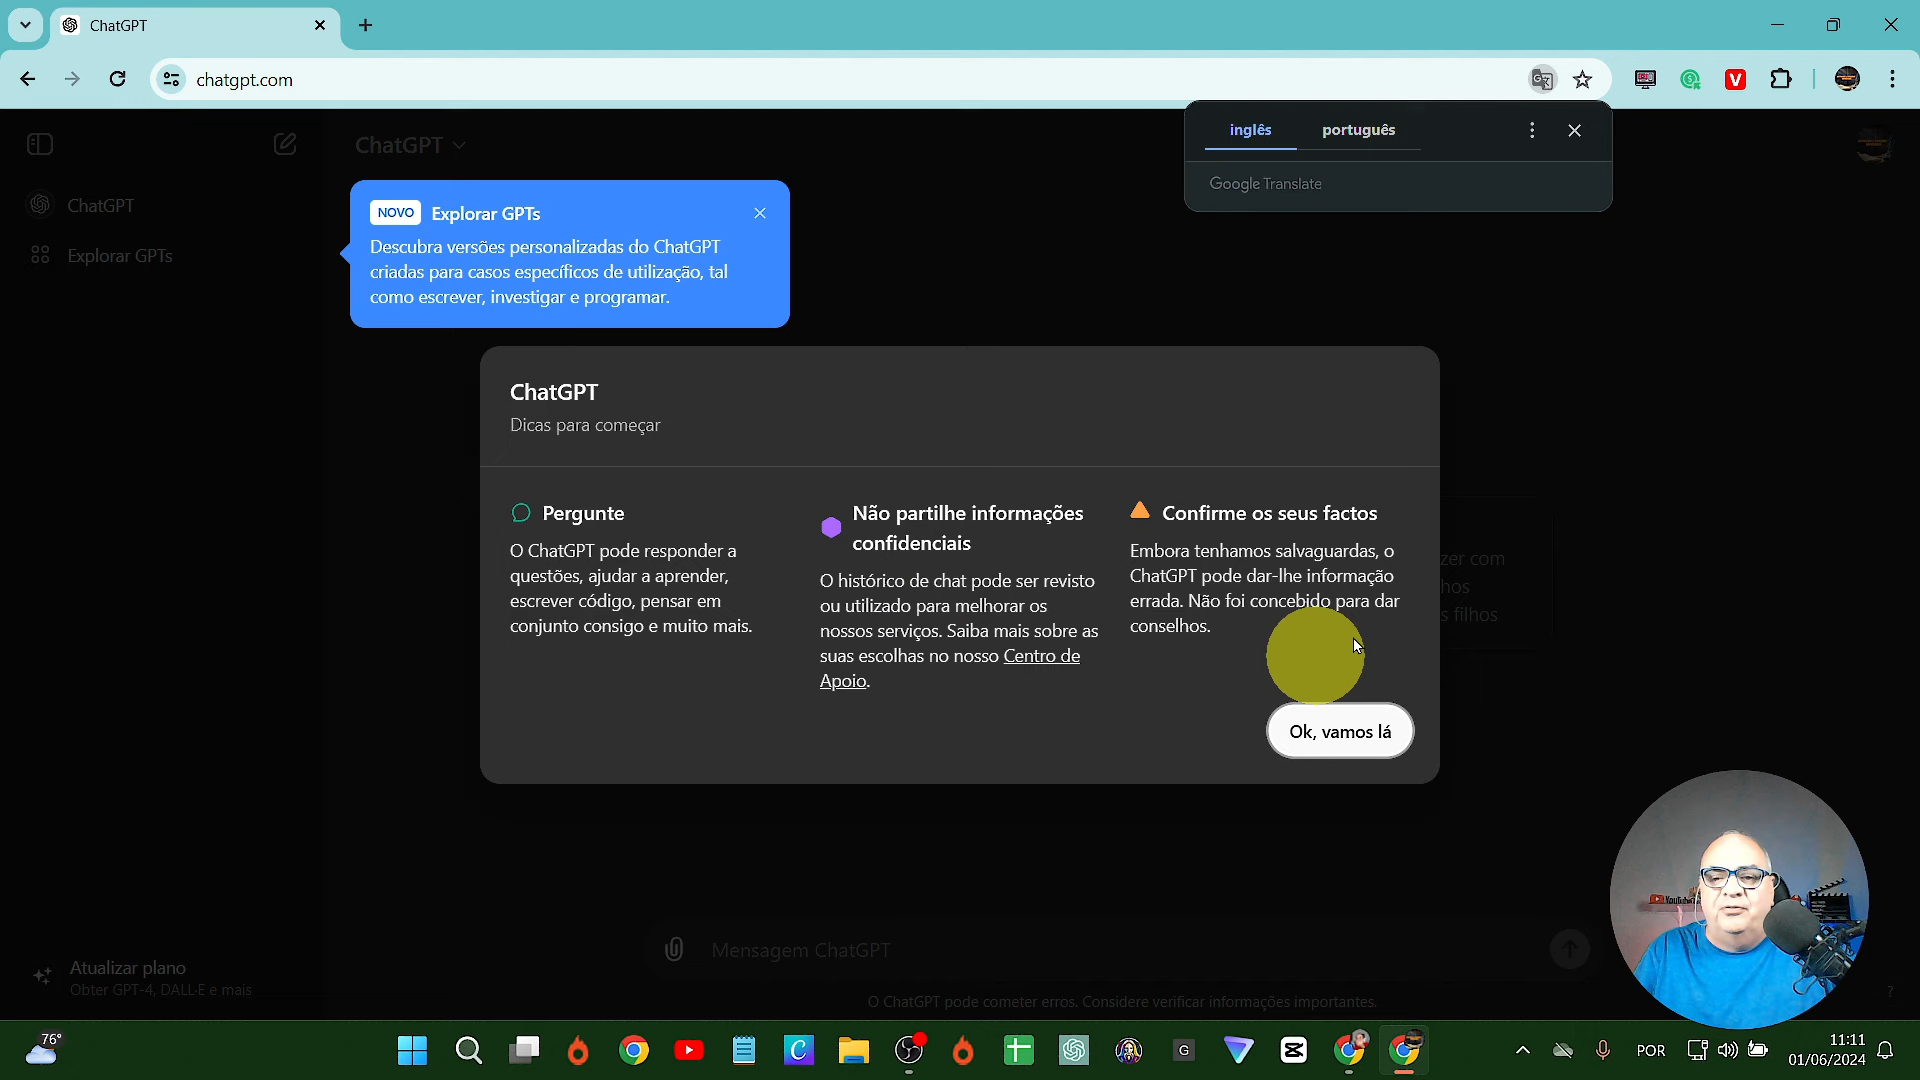 ChatGPT
chatgpt.com
inglês
português
Google Translate
ChatGPT
ChatGPT
Explorar GPTs
NOVO Explorar GPTs
Descubra versões personalizadas do ChatGPT
criadas para casos específicos de utilização, tal
como escrever, investigar e programar.
ChatGPT
Dicas para começar
Pergunte
O ChatGPT pode responder a
questões, ajudar a aprender,
escrever código, pensar em
conjunto consigo e muito mais.
Não partilhe informações
confidenciais
O histórico de chat pode ser revisto
ou utilizado para melhorar os
nossos serviços. Saiba mais sobre as
suas escolhas no nosso Centro de
Apoio.
Confirme os seus factos
Embora tenhamos salvaguardas, o
ChatGPT pode dar-lhe informação
errada. Não foi concebido para dar
conselhos.
Ok, vamos lá
zer com
hos
s filhos
Atualizar plano
Obter GPT-4, DALL·E e mais
Mensagem ChatGPT
O ChatGPT pode cometer erros. Considere verificar informações importantes.
?
YouTube
76°
POR
11:11
01/06/2024